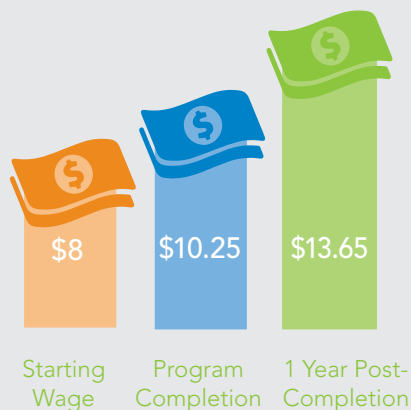 $
$
$
$8
$10.25
$13.65
Starting
Wage
Program
Completion
1 Year Post-
Completion